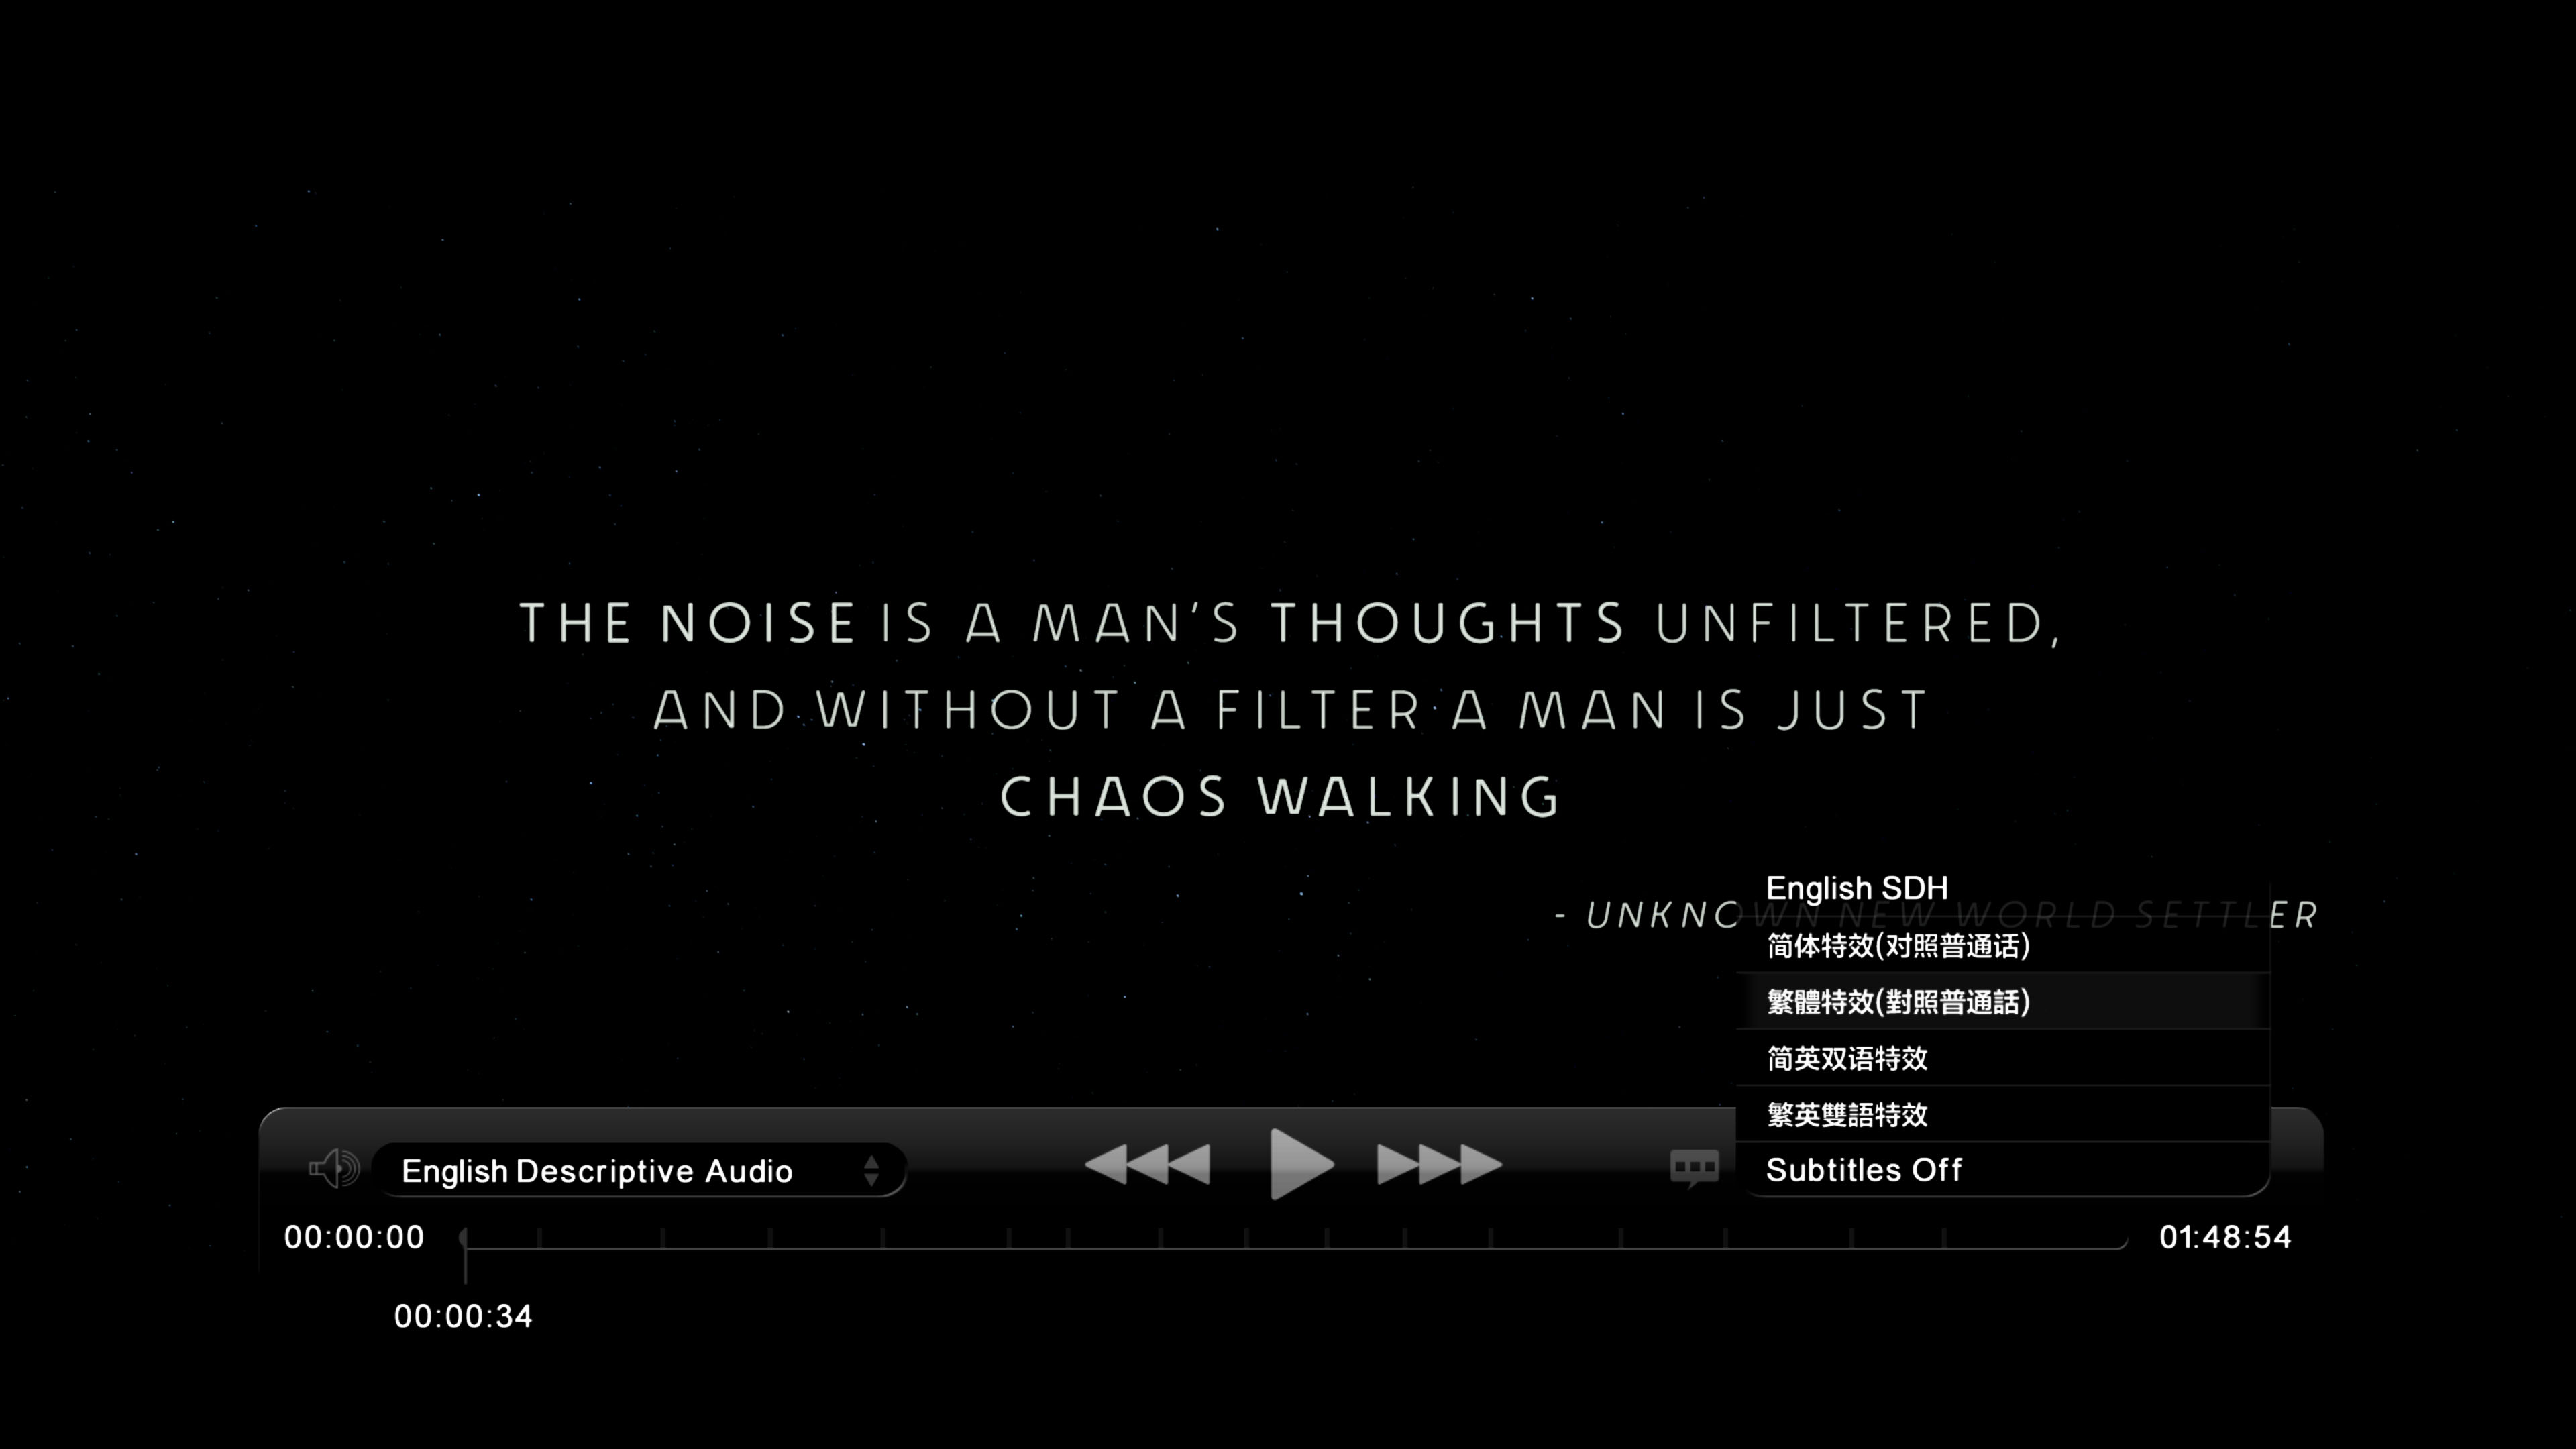 THE NOISE IS A MAN'S THOUGHTS UNFILTERED,
AND WITHOUT A FILTER A MAN IS JUST
CHAOS WALKING
- UNKNOWN NEW WORLD SETTLER
English SDH
简体特效(对照普通话)
繁體特效(對照普通話)
简英双语特效
繁英雙語特效
Subtitles Off
English Descriptive Audio
00:00:00
01:48:54
00:00:34